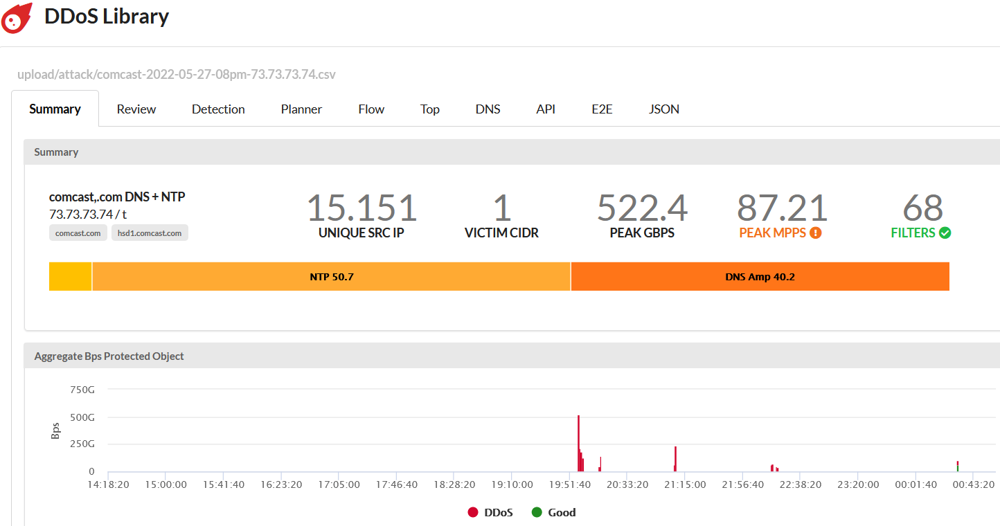 DDoS Library
upload/attack/comcast-2022-05-27-08pm-73.73.73.74.csv
Summary Review Detection Planner Flow Top DNS API E2E JSON
Summary
comcast,.com DNS + NTP
73.73.73.74 / t
comcast.com hsd1.comcast.com
15.151 1 522.4 87.21 68
UNIQUE SRC IP VICTIM CIDR PEAK GBPS PEAK MPPS FILTERS
NTP 50.7 DNS Amp 40.2
Aggregate Bps Protected Object
750G
500G
250G
0
Bps
14:18:20 15:00:00 15:41:40 16:23:20 17:05:00 17:46:40 18:28:20 19:10:00 19:51:40 20:33:20 21:15:00 21:56:40 22:38:20 23:20:00 00:01:40 00:43:20
DDoS Good